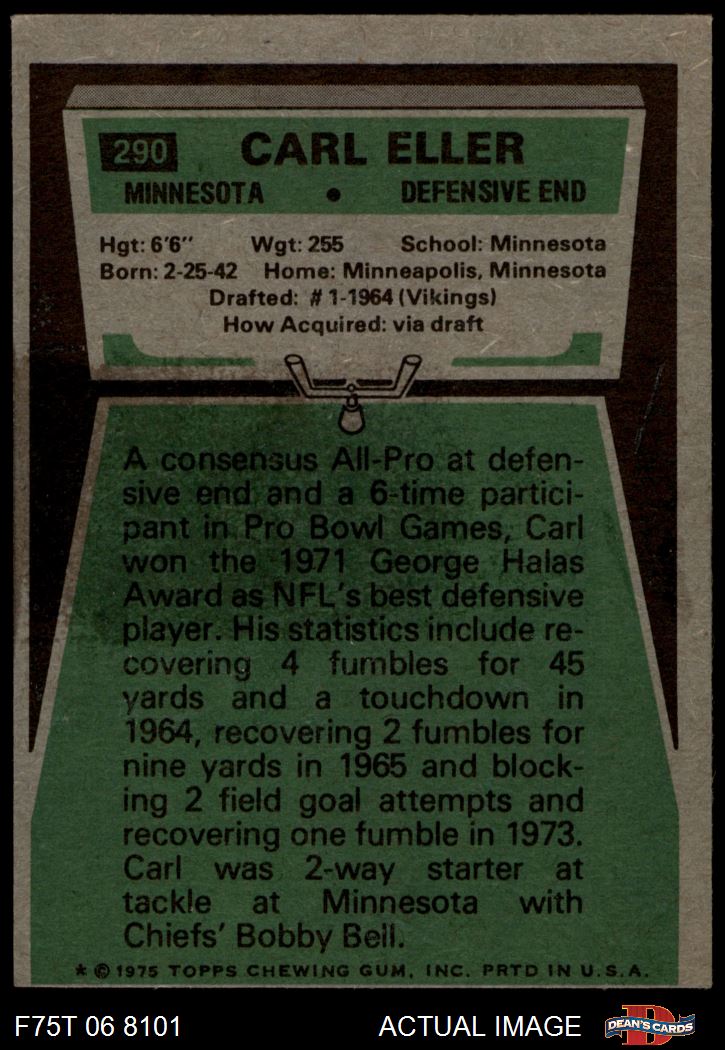 290 CARL ELLER
MINNESOTA • DEFENSIVE END
Hgt: 6'6" Wgt: 255 School: Minnesota
Born: 2-25-42 Home: Minneapolis, Minnesota
Drafted: #1-1964 (Vikings)
How Acquired: via draft
A consensus All-Pro at defen-
sive end and a 6-time partici-
pant in Pro Bowl Games, Carl
won the 1971 George Halas
Award as NFL's best defensive
player. His statistics include re-
covering 4 fumbles for 45
yards and a touchdown in
1964, recovering 2 fumbles for
nine yards in 1965 and block-
ing 2 field goal attempts and
recovering one fumble in 1973.
Carl was 2-way starter at
tackle at Minnesota with
Chiefs' Bobby Bell.
* © 1975 TOPPS CHEWING GUM, INC. PRTD IN U.S.A.
F75T 06 8101 ACTUAL IMAGE DEAN'S CARDS